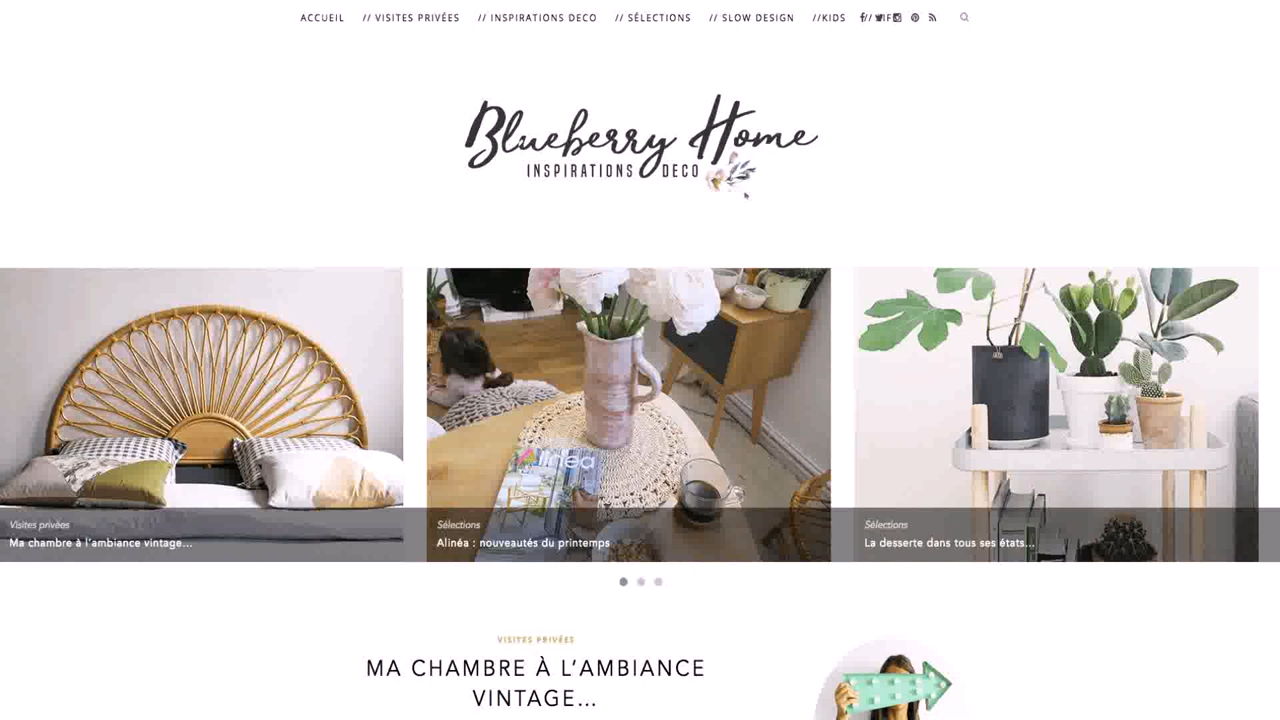 ACCUEIL // VISITES PRIVÉES // INSPIRATIONS DECO // SÉLECTIONS // SLOW DESIGN //KIDS
Blueberry Home
INSPIRATIONS DECO
Visites privées
Ma chambre à l'ambiance vintage...
Sélections
Alinéa : nouveautés du printemps
Sélections
La desserte dans tous ses états...
VISITES PRIVÉES
MA CHAMBRE À L'AMBIANCE
VINTAGE...